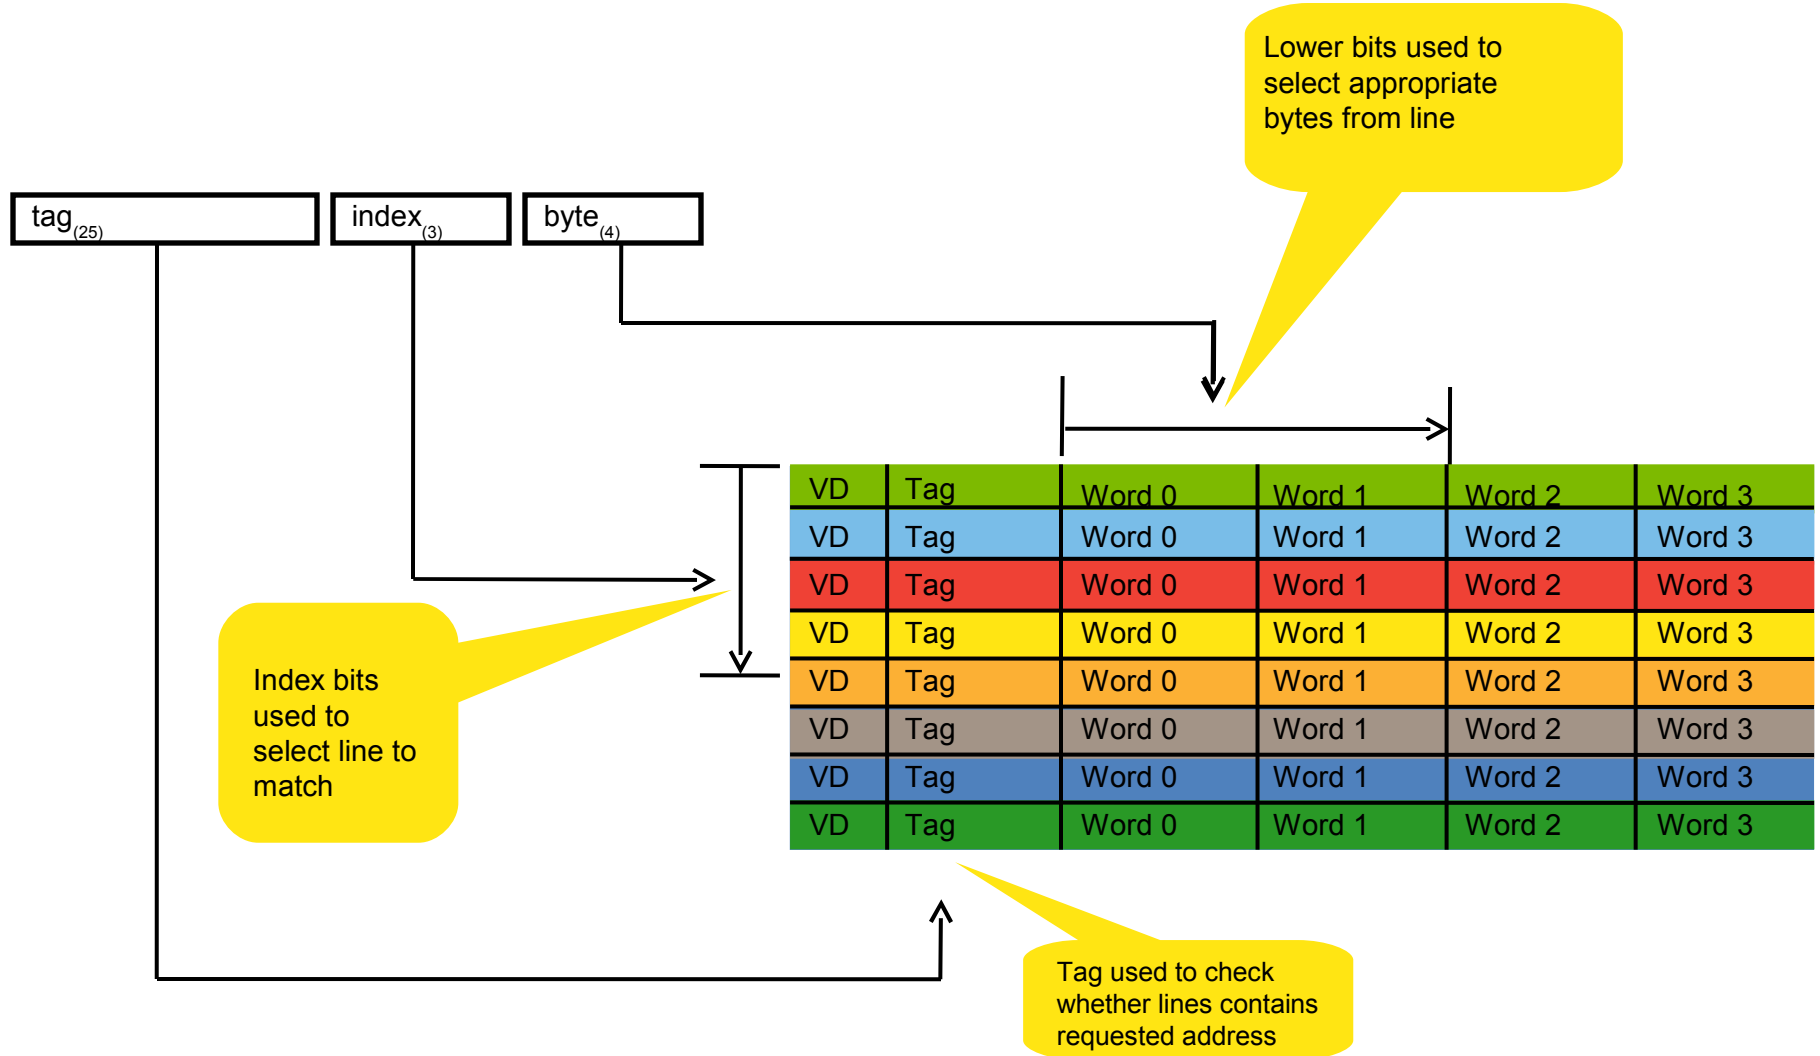 Lower bits used to
select appropriate
bytes from line
tag(25) index(3) byte(4)
VD Tag Word 0 Word 1 Word 2 Word 3
VD Tag Word 0 Word 1 Word 2 Word 3
VD Tag Word 0 Word 1 Word 2 Word 3
VD Tag Word 0 Word 1 Word 2 Word 3
VD Tag Word 0 Word 1 Word 2 Word 3
VD Tag Word 0 Word 1 Word 2 Word 3
VD Tag Word 0 Word 1 Word 2 Word 3
VD Tag Word 0 Word 1 Word 2 Word 3
Index bits
used to
select line to
match
Tag used to check
whether lines contains
requested address